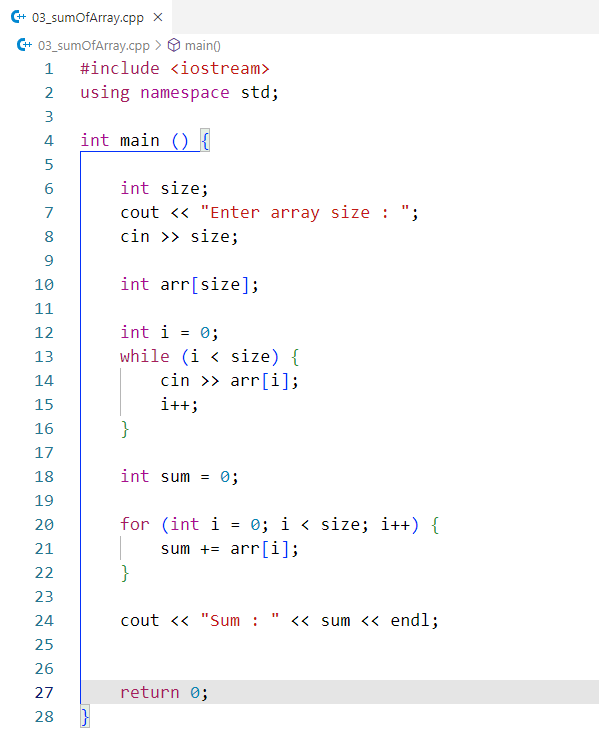 03_sumOfArray.cpp ×
03_sumOfArray.cpp > main()
1 #include <iostream>
2 using namespace std;
3
4 int main () {
5
6 int size;
7 cout << "Enter array size : ";
8 cin >> size;
9
10 int arr[size];
11
12 int i = 0;
13 while (i < size) {
14 cin >> arr[i];
15 i++;
16 }
17
18 int sum = 0;
19
20 for (int i = 0; i < size; i++) {
21 sum += arr[i];
22 }
23
24 cout << "Sum : " << sum << endl;
25
26
27 return 0;
28 }